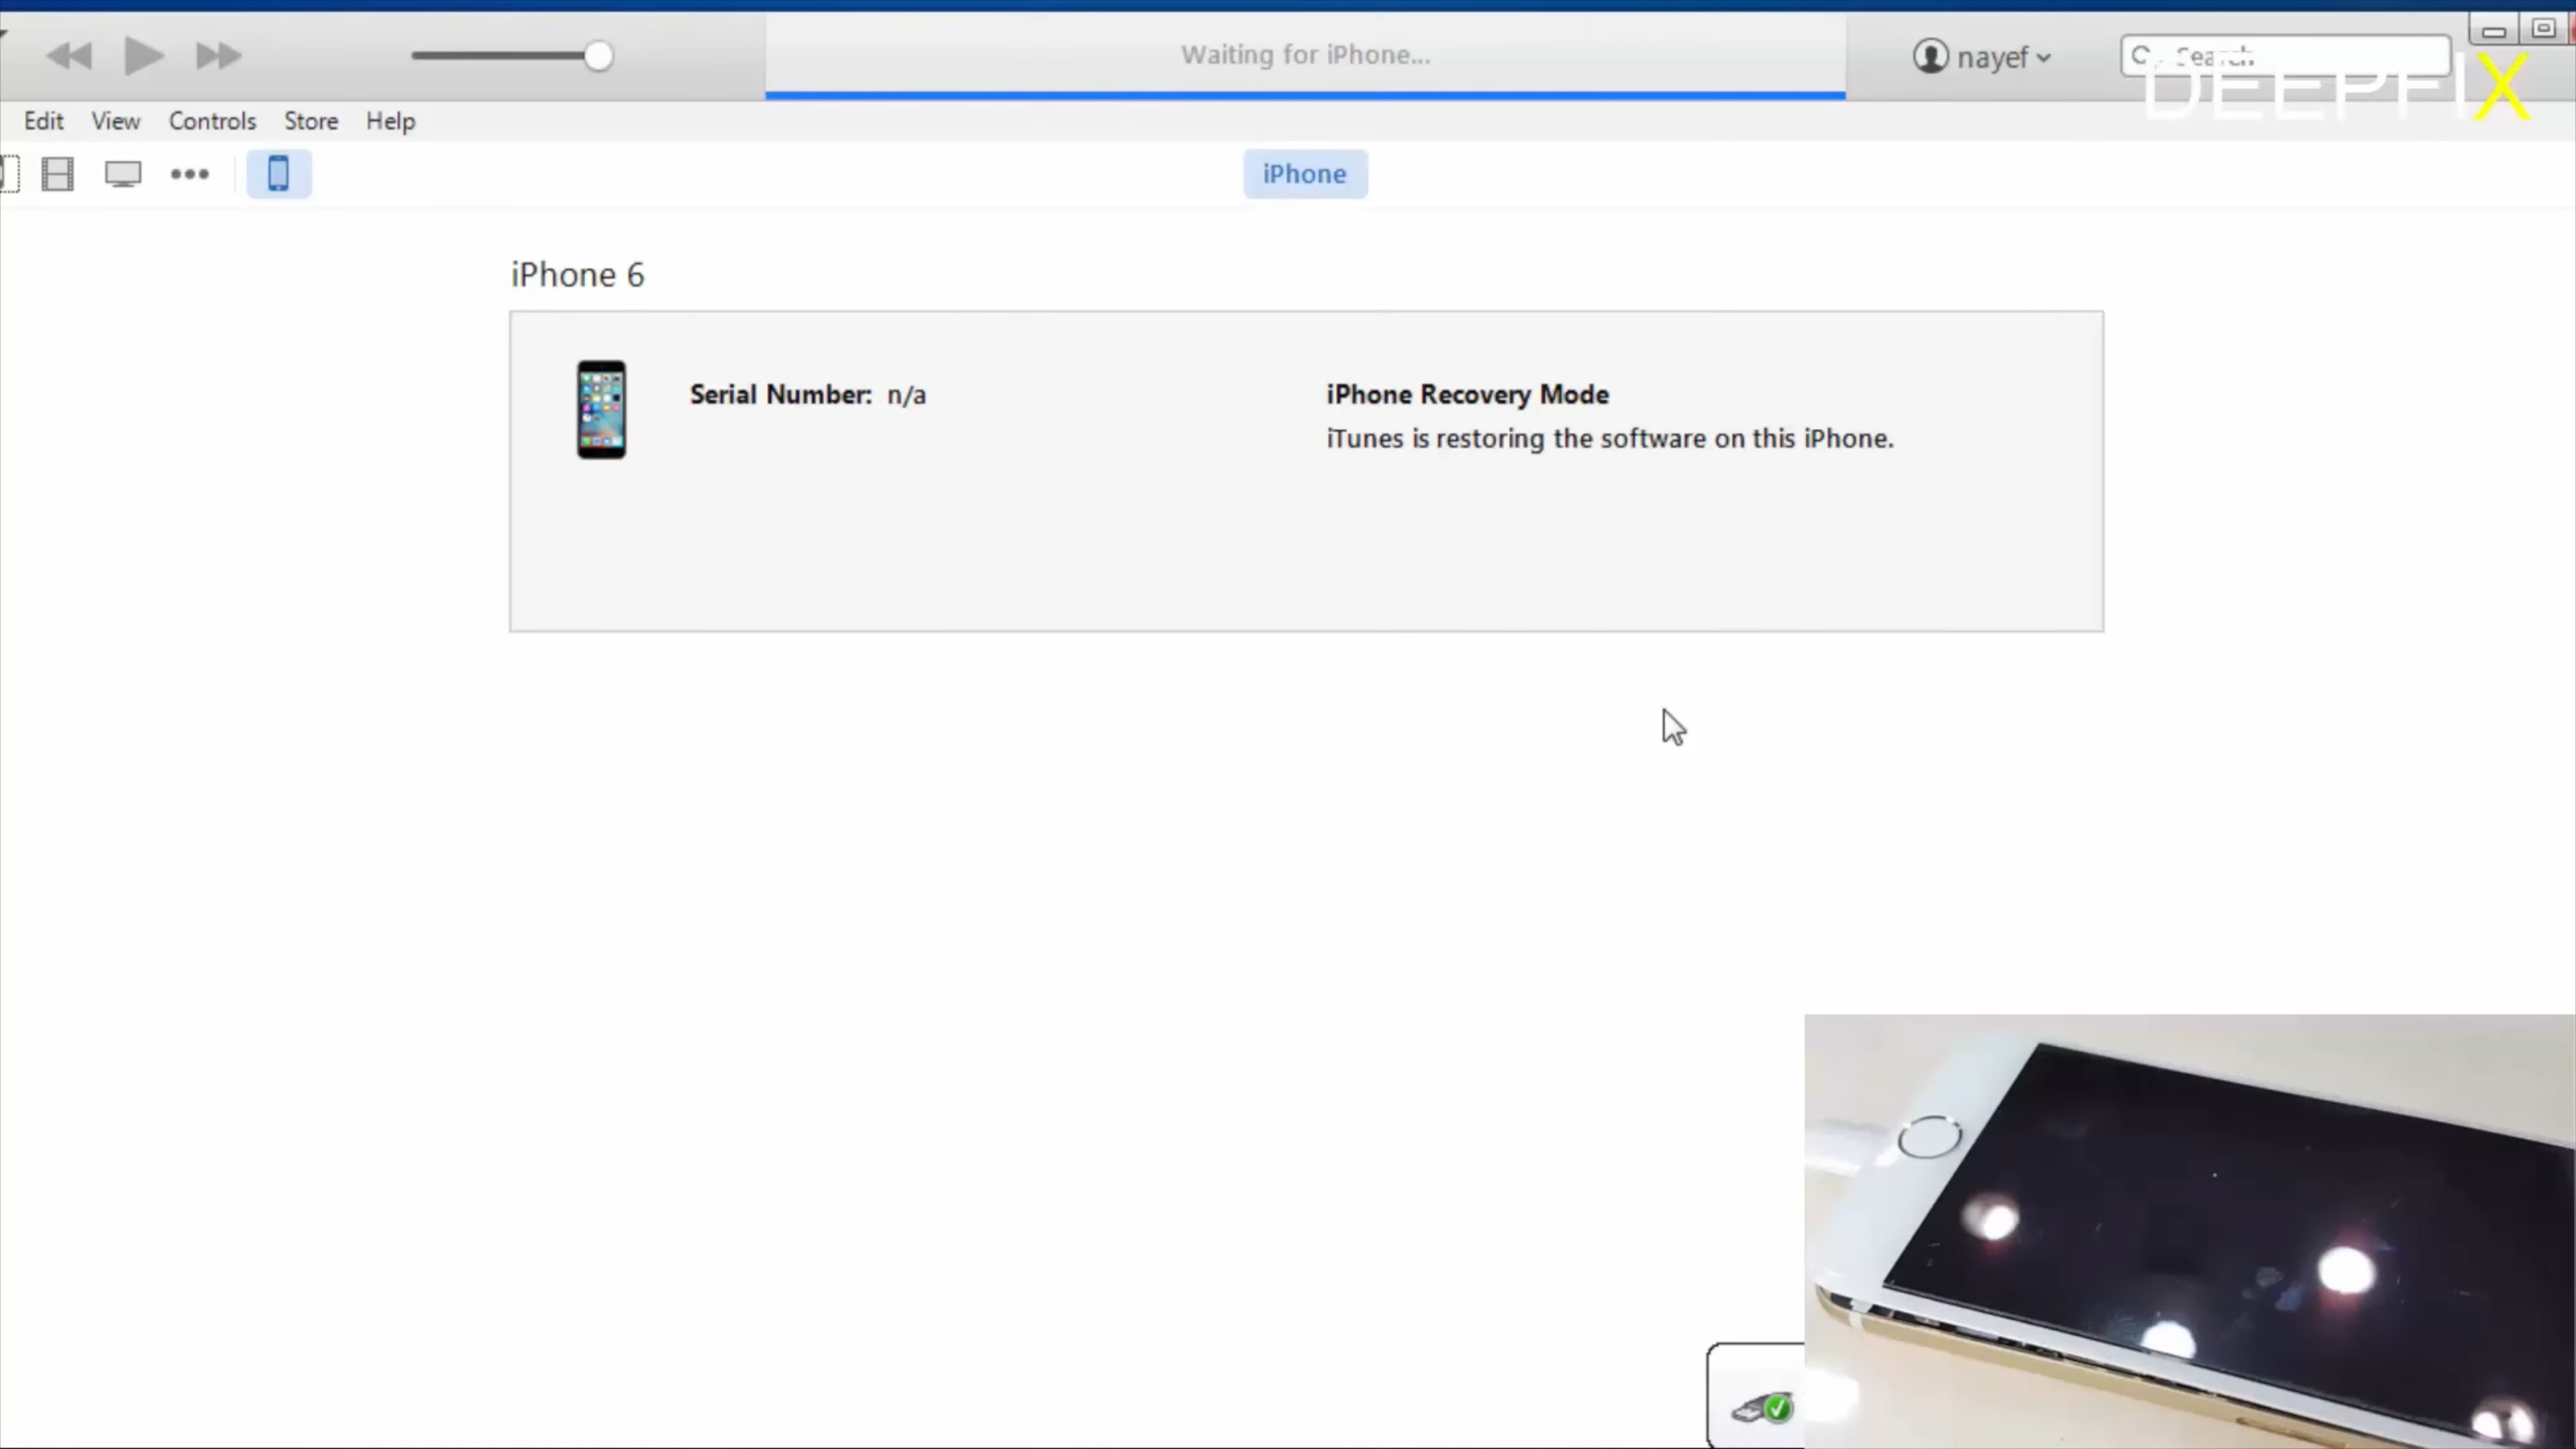 Waiting for iPhone...
nayef
Search
DEEPFIX
Edit View Controls Store Help
iPhone
iPhone 6
Serial Number: n/a
iPhone Recovery Mode
iTunes is restoring the software on this iPhone.